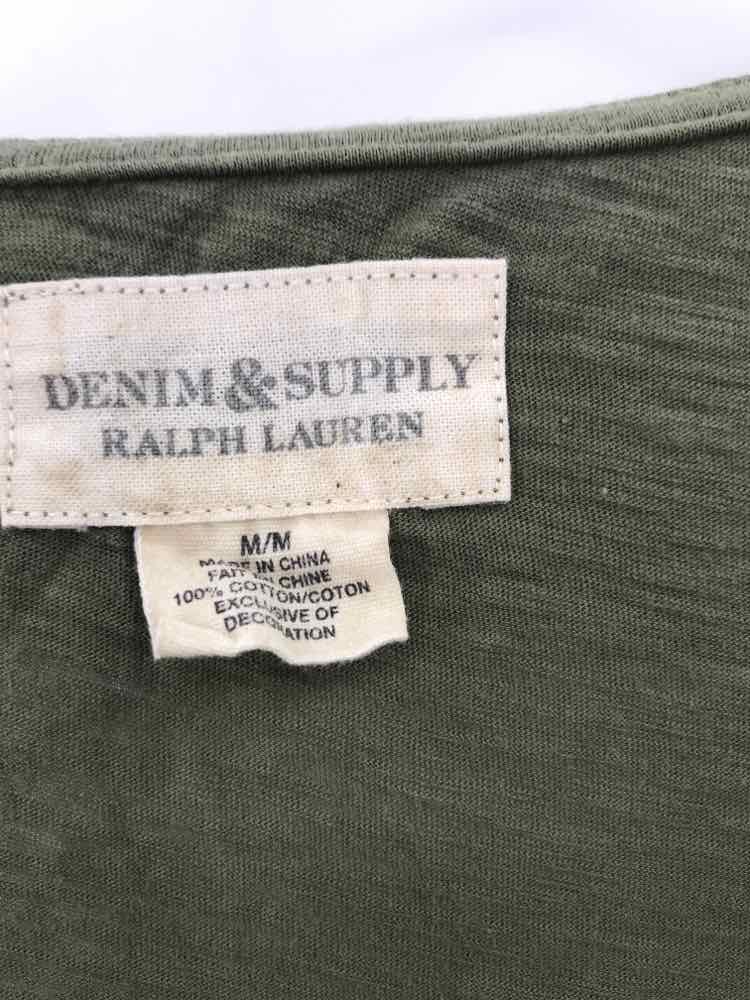 DENIM & SUPPLY
RALPH LAUREN
M/M
MADE IN CHINA
FAIT EN CHINE
100% COTTON/COTON
EXCLUSIVE OF
DECORATION